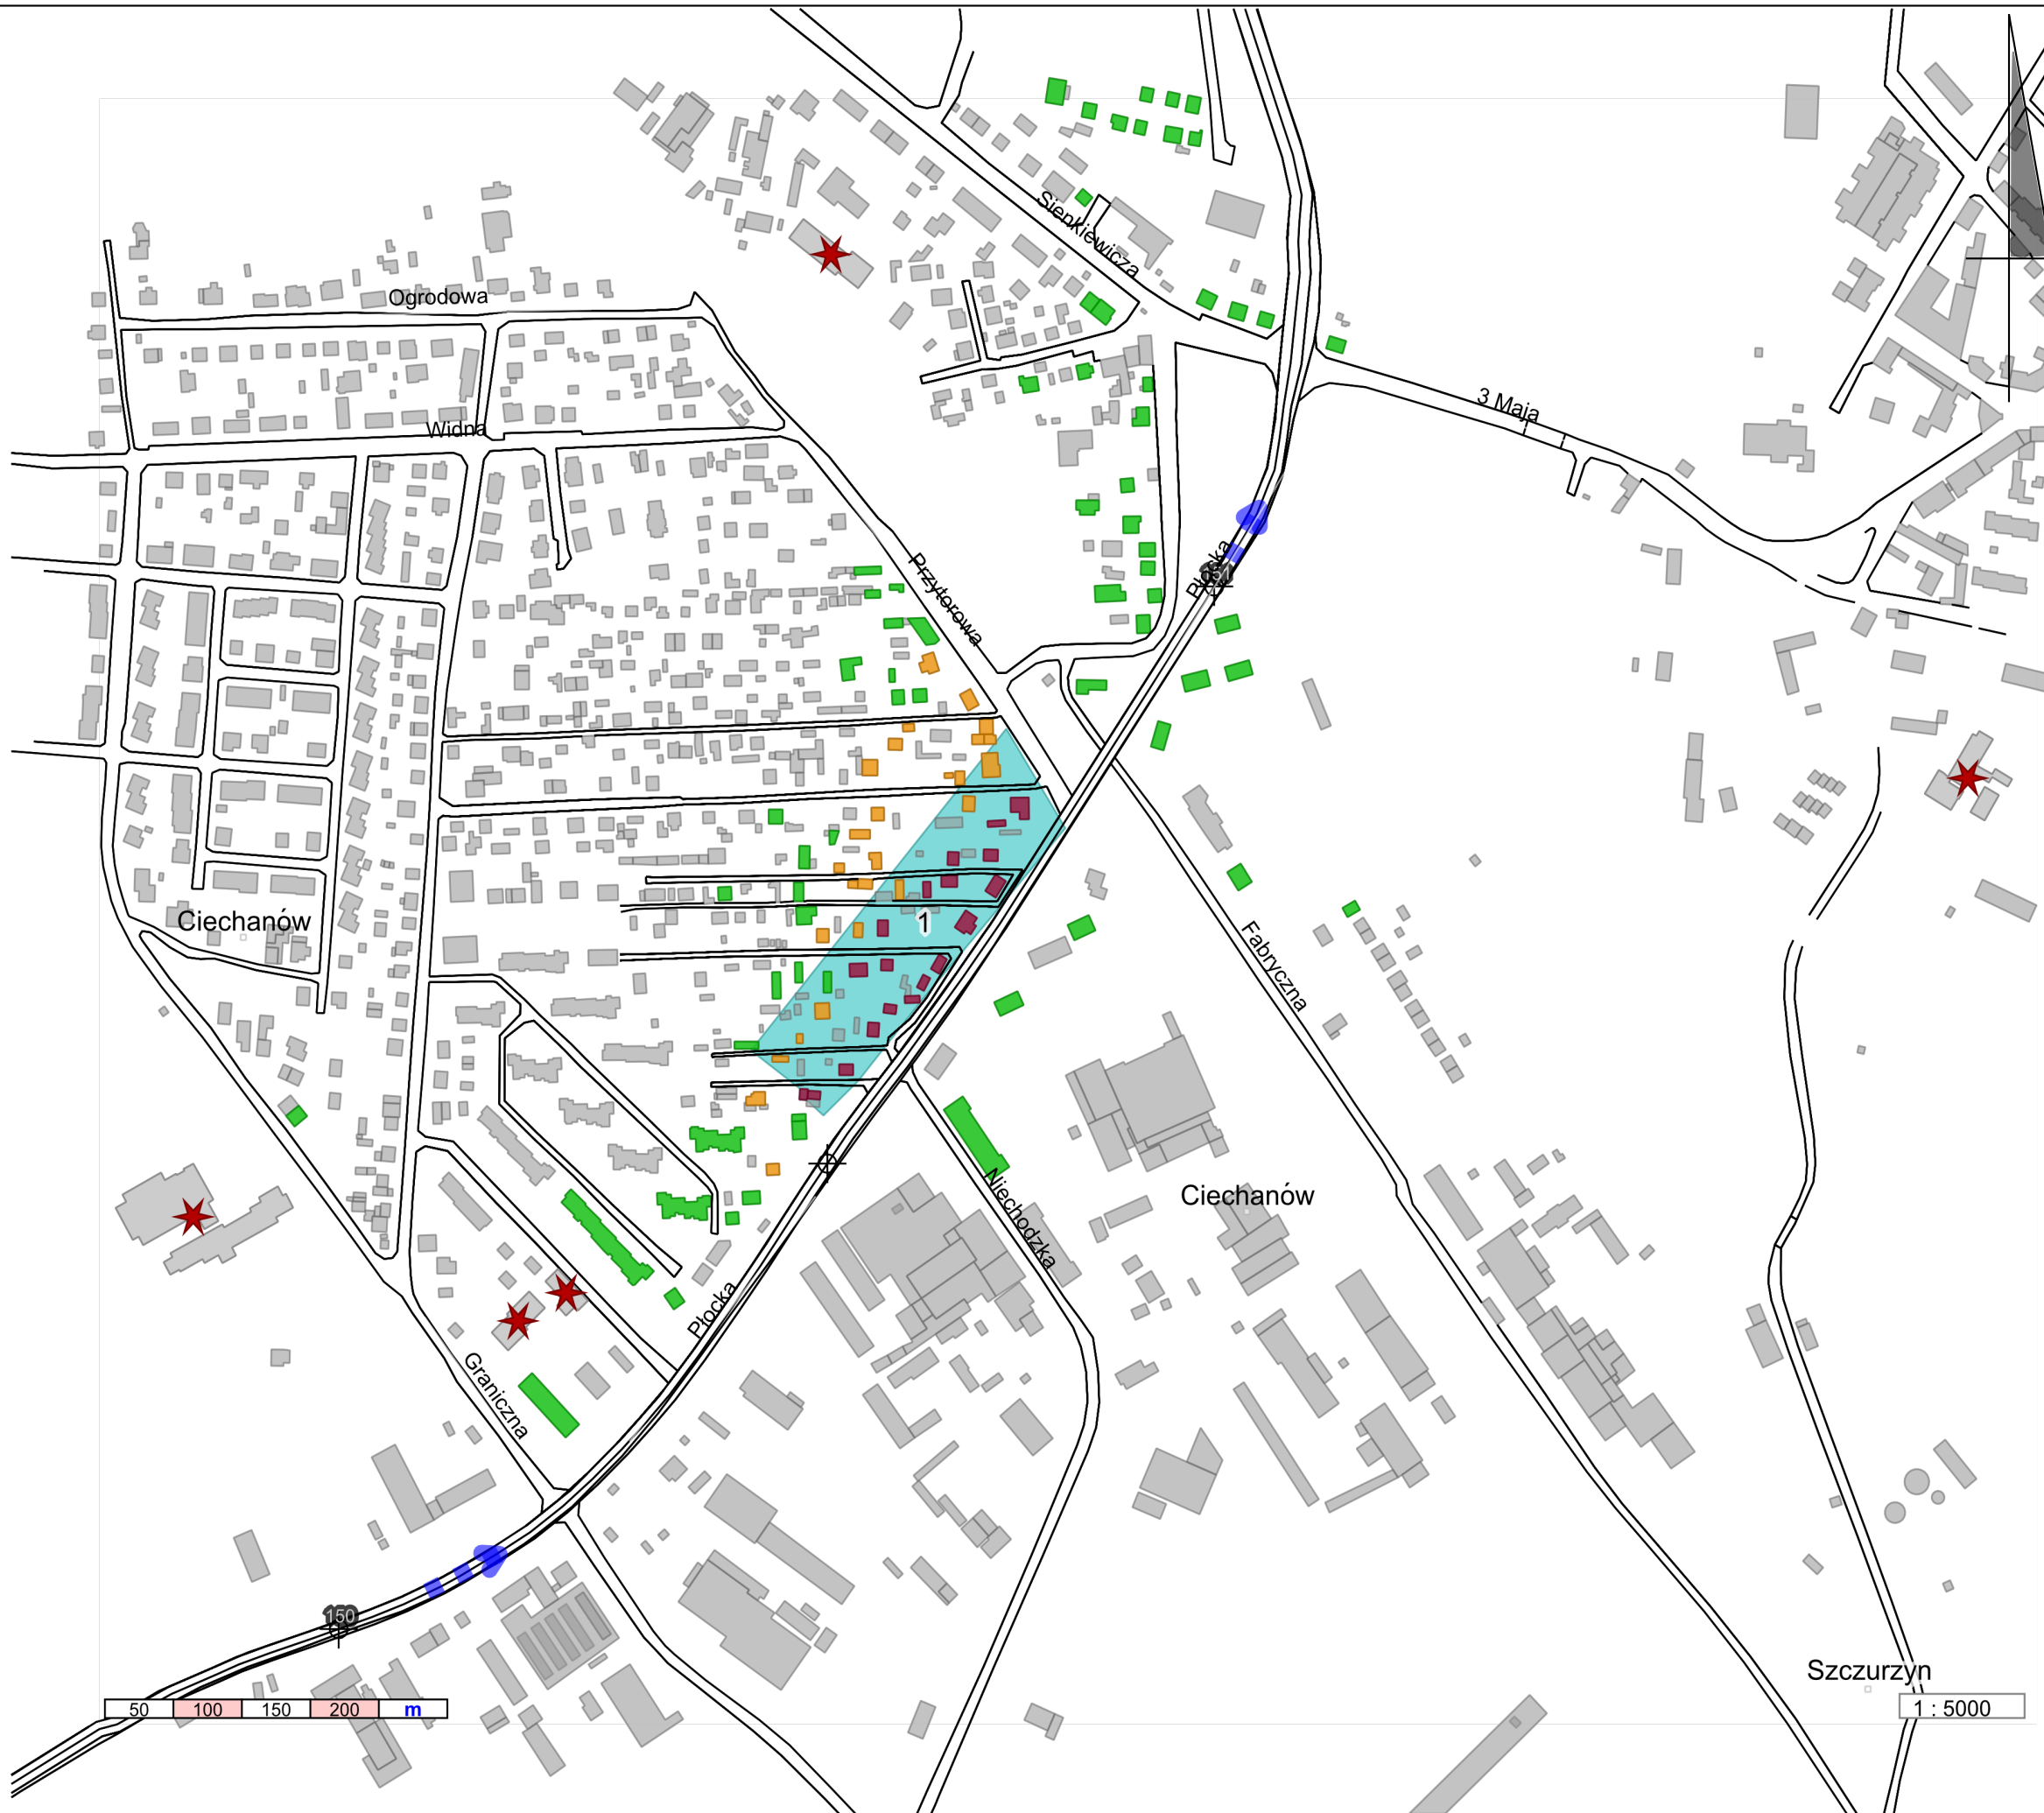 Sienkiewicza
Ogrodowa
3 Maja
Widna
Płocka
Przytorowa
1
Ciechanów
Fabryczna
Niechodzka
Ciechanów
Płocka
Graniczna
150
Szczurzyn
50 100 150 200 m
1 : 5000